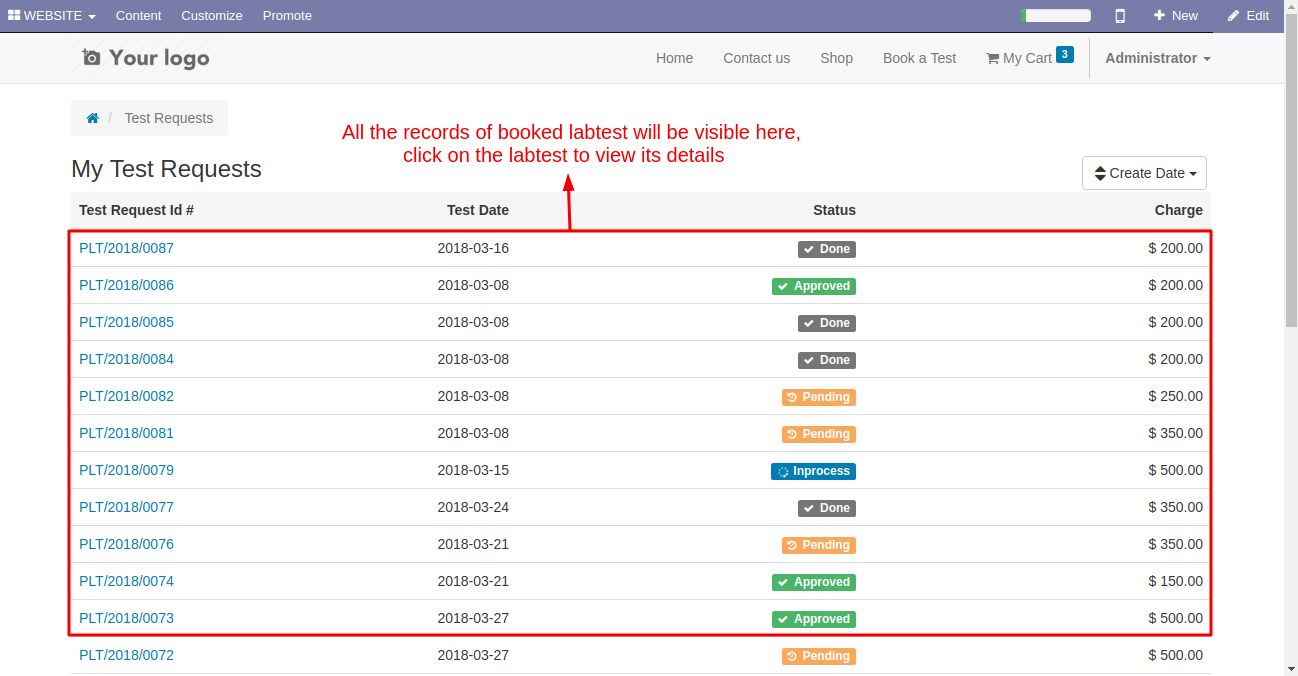 WEBSITE Content Customize Promote New Edit
Your logo Home Contact us Shop Book a Test My Cart 3 Administrator
/ Test Requests
All the records of booked labtest will be visible here,
click on the labtest to view its details
My Test Requests Create Date
Test Request Id # Test Date Status Charge
PLT/2018/0087 2018-03-16 Done $ 200.00
PLT/2018/0086 2018-03-08 Approved $ 200.00
PLT/2018/0085 2018-03-08 Done $ 200.00
PLT/2018/0084 2018-03-08 Done $ 200.00
PLT/2018/0082 2018-03-08 Pending $ 250.00
PLT/2018/0081 2018-03-08 Pending $ 350.00
PLT/2018/0079 2018-03-15 Inprocess $ 500.00
PLT/2018/0077 2018-03-24 Done $ 350.00
PLT/2018/0076 2018-03-21 Pending $ 350.00
PLT/2018/0074 2018-03-21 Approved $ 150.00
PLT/2018/0073 2018-03-27 Approved $ 500.00
PLT/2018/0072 2018-03-27 Pending $ 500.00